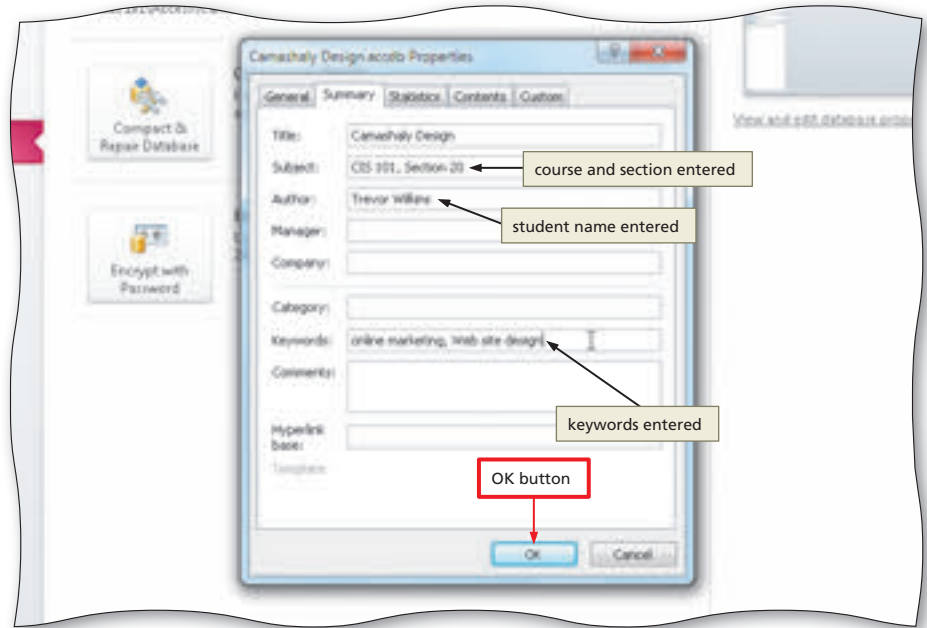 Camashaly Design.accdb Properties
General Summary Statistics Contents Custom
Compact &
Repair Database
Encrypt with
Password
Title: Camashaly Design
Subject: CIS 101, Section 20
course and section entered
Author: Trevor Wilkins
student name entered
Manager:
Company:
Category:
Keywords: online marketing, Web site design
keywords entered
Comments:
Hyperlink
base:
Template:
OK button
OK Cancel
View and edit database